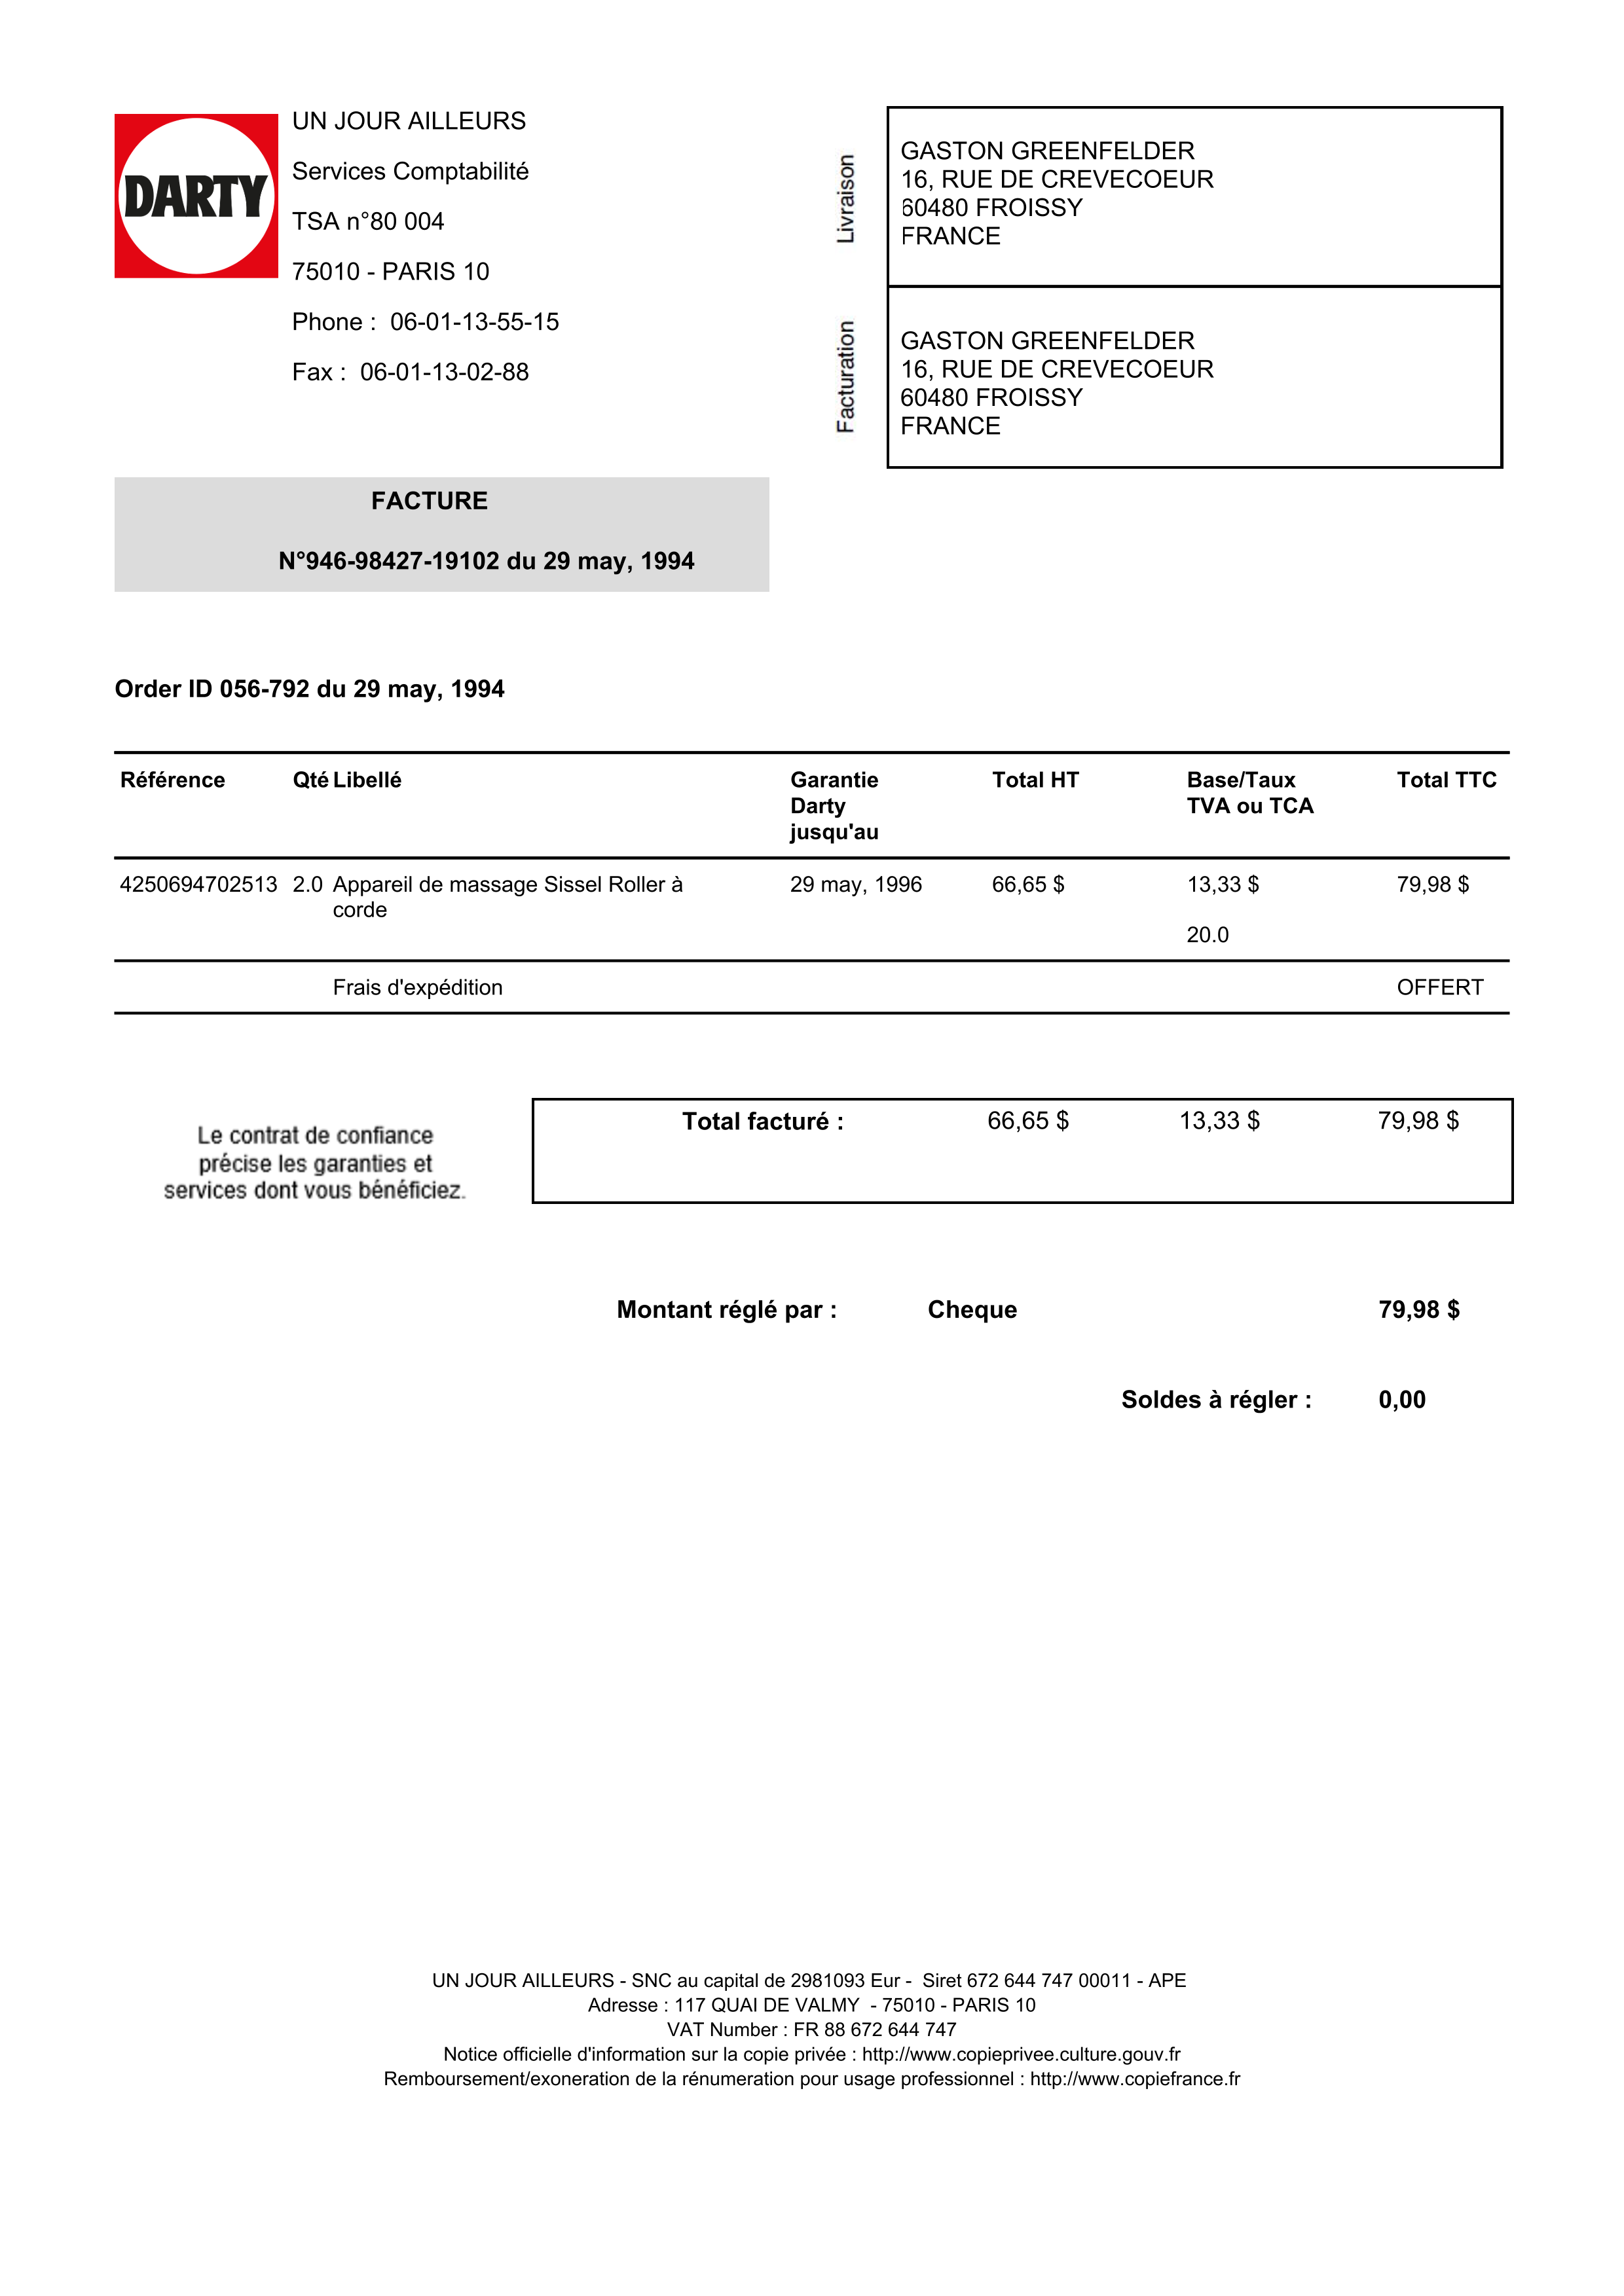 DARTY
UN JOUR AILLEURS
Services Comptabilité
TSA n°80 004
75010 - PARIS 10
Phone : 06-01-13-55-15
Fax : 06-01-13-02-88
Livraison
GASTON GREENFELDER
16, RUE DE CREVECOEUR
60480 FROISSY
FRANCE
Facturation
GASTON GREENFELDER
16, RUE DE CREVECOEUR
60480 FROISSY
FRANCE
FACTURE
N°946-98427-19102 du 29 may, 1994
Order ID 056-792 du 29 may, 1994
Référence Qté Libellé Garantie Total HT Base/Taux Total TTC
Darty TVA ou TCA
jusqu'au
4250694702513 2.0 Appareil de massage Sissel Roller à 29 may, 1996 66,65 $ 13,33 $ 79,98 $
corde
20.0
Frais d'expédition OFFERT
Le contrat de confiance
précise les garanties et
services dont vous bénéficiez.
Total facturé : 66,65 $ 13,33 $ 79,98 $
Montant réglé par : Cheque 79,98 $
Soldes à régler : 0,00
UN JOUR AILLEURS - SNC au capital de 2981093 Eur - Siret 672 644 747 00011 - APE
Adresse : 117 QUAI DE VALMY - 75010 - PARIS 10
VAT Number : FR 88 672 644 747
Notice officielle d'information sur la copie privée : http://www.copieprivee.culture.gouv.fr
Remboursement/exoneration de la rénumeration pour usage professionnel : http://www.copiefrance.fr